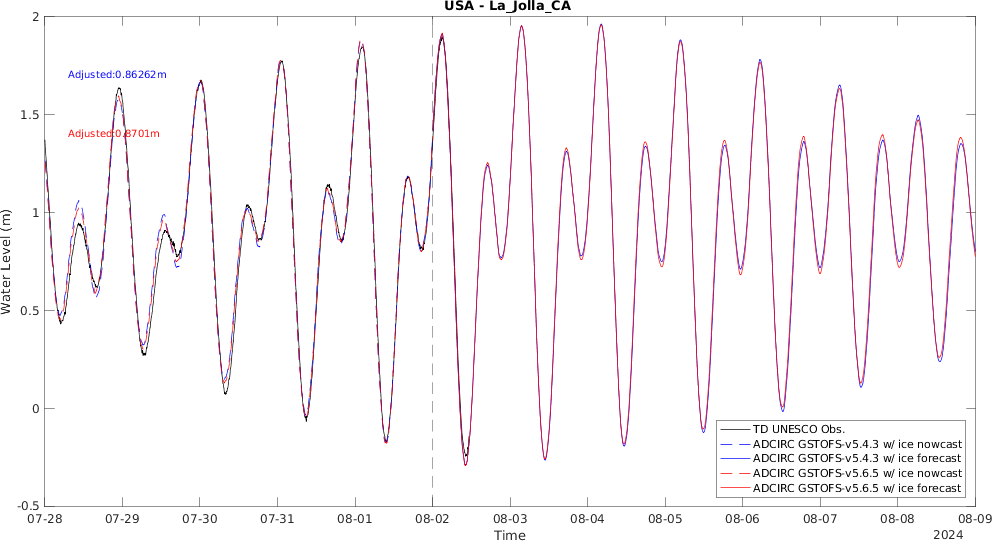 USA - La_Jolla_CA
2
Adjusted:0.86262m
1.5
Adjusted:0.8701m
1
Water Level (m)
0.5
0
-0.5
TD UNESCO Obs.
ADCIRC GSTOFS-v5.4.3 w/ ice nowcast
ADCIRC GSTOFS-v5.4.3 w/ ice forecast
ADCIRC GSTOFS-v5.6.5 w/ ice nowcast
ADCIRC GSTOFS-v5.6.5 w/ ice forecast
07-28 07-29 07-30 07-31 08-01 08-02 08-03 08-04 08-05 08-06 08-07 08-08 08-09
Time
2024